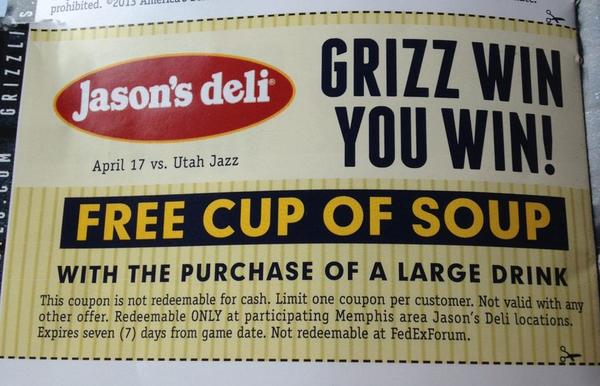 prohibited. ©2013 America's
GRIZZLI
Jason's deli®
GRIZZ WIN
YOU WIN!
April 17 vs. Utah Jazz
FREE CUP OF SOUP
WITH THE PURCHASE OF A LARGE DRINK
This coupon is not redeemable for cash. Limit one coupon per customer. Not valid with any
other offer. Redeemable ONLY at participating Memphis area Jason's Deli locations.
Expires seven (7) days from game date. Not redeemable at FedExForum.